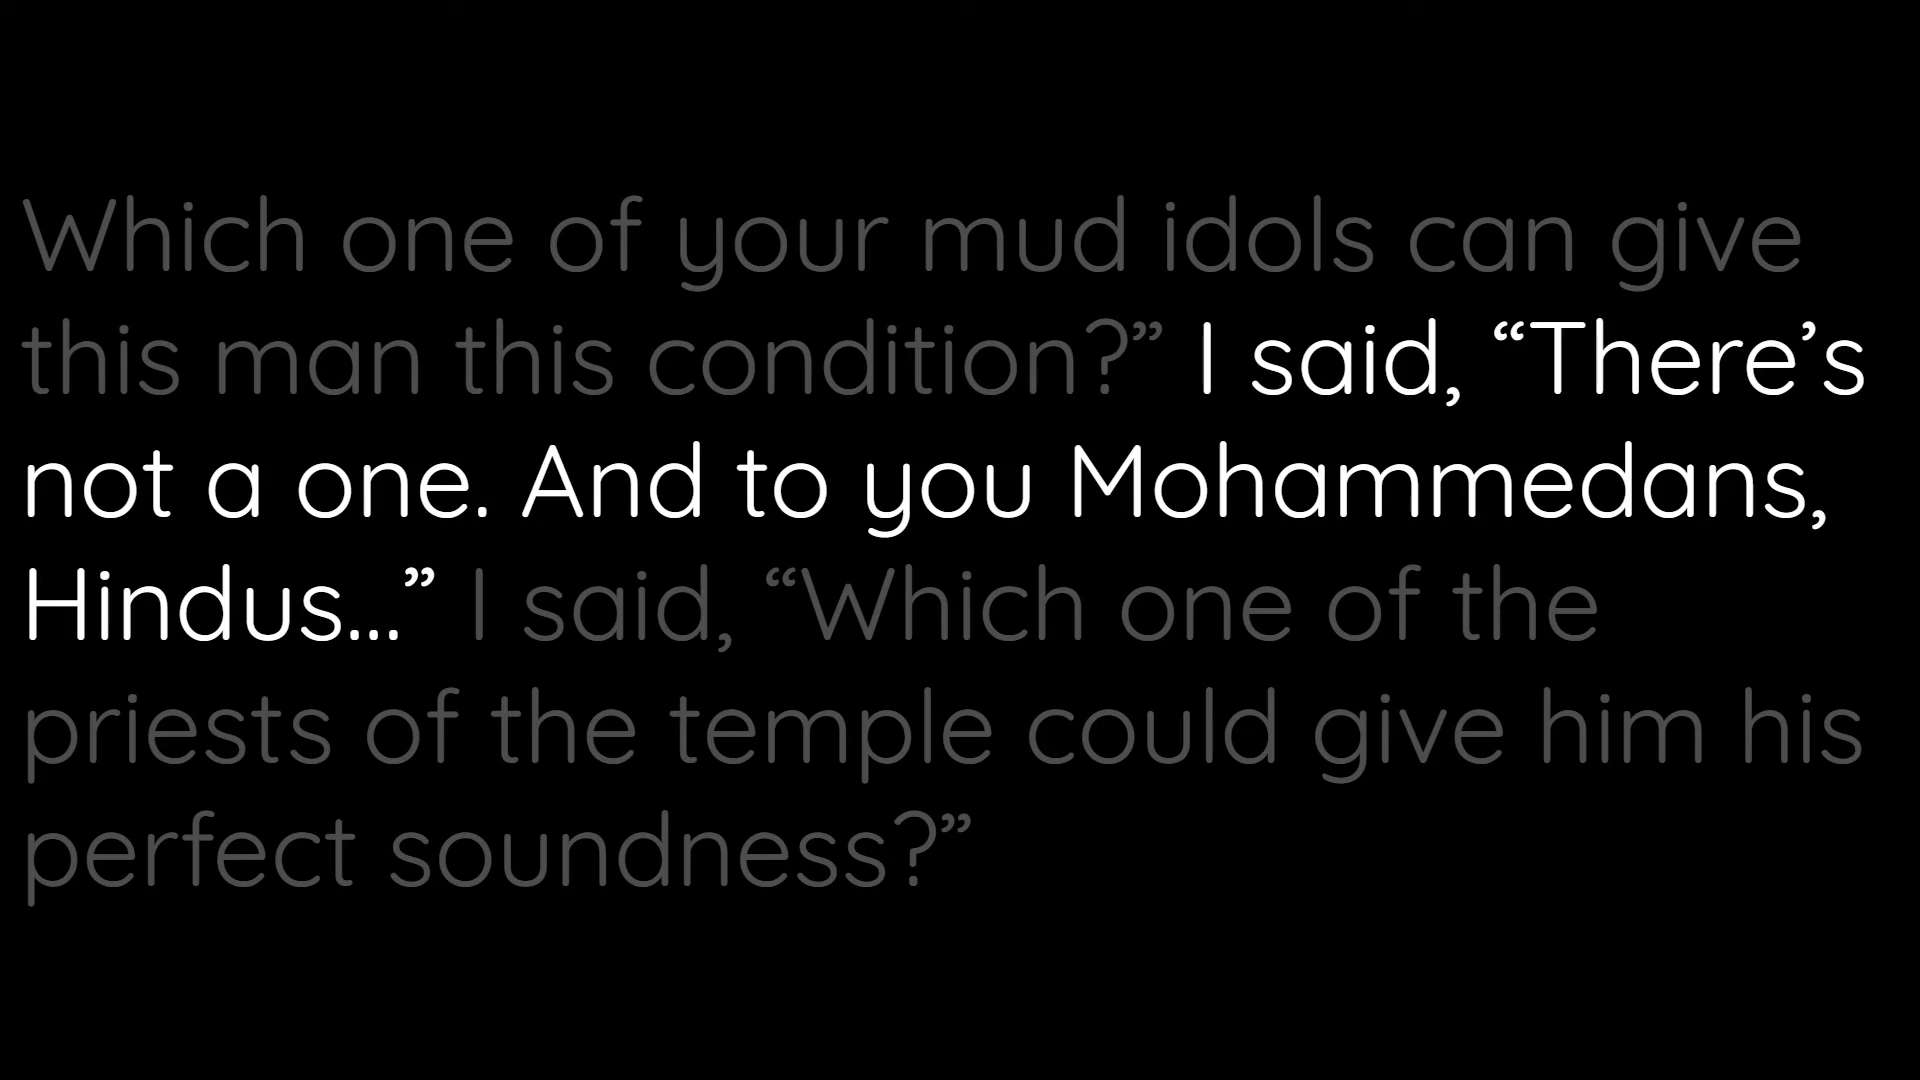 Which one of your mud idols can give
this man this condition?” I said, “There’s
not a one. And to you Mohammedans,
Hindus...” I said, “Which one of the
priests of the temple could give him his
perfect soundness?”